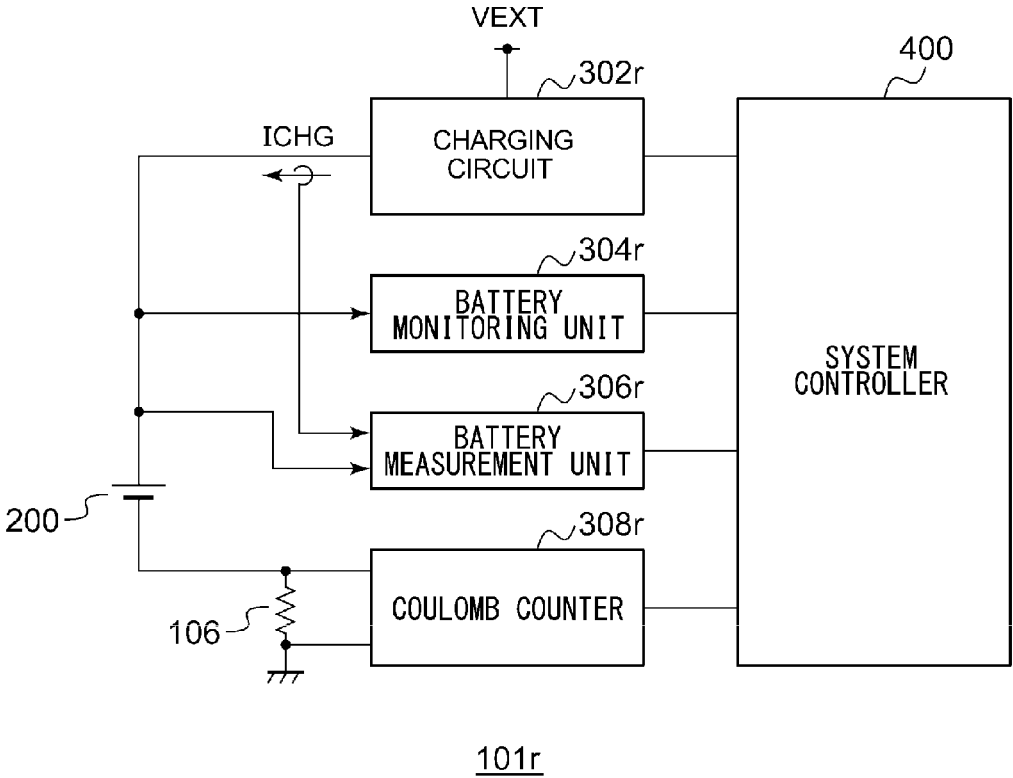 VEXT
302r
400
ICHG
CHARGING
CIRCUIT
304r
BATTERY
MONITORING UNIT
SYSTEM
CONTROLLER
306r
BATTERY
MEASUREMENT UNIT
200
308r
COULOMB COUNTER
106
101r